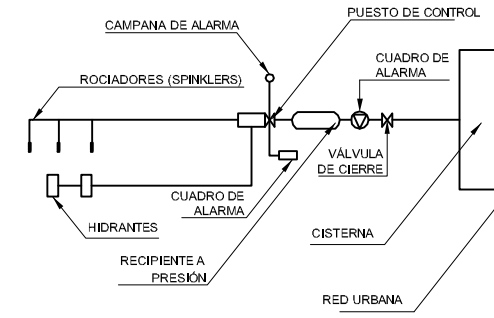 CAMPANA DE ALARMA
PUESTO DE CONTROL
ROCIADORES (SPINKLERS)
CUADRO DE
ALARMA
VÁLVULA
DE CIERRE
CUADRO DE
ALARMA
HIDRANTES
CISTERNA
RECIPIENTE A
PRESIÓN
RED URBANA